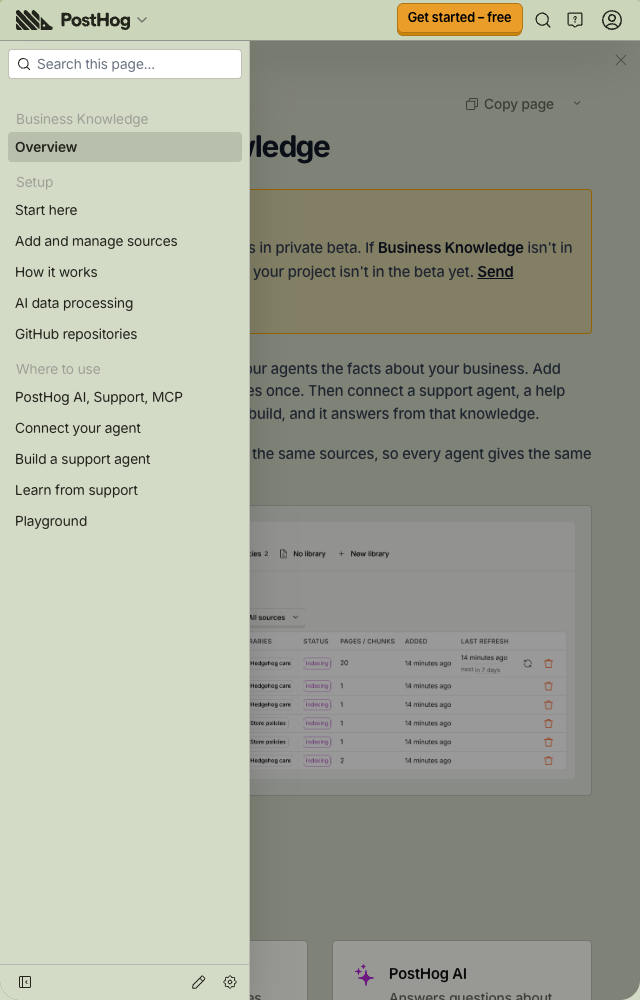 PostHog
Get started – free
Search this page...
Copy page
Business Knowledge
Overview
Setup
Start here
Add and manage sources
How it works
AI data processing
GitHub repositories
Where to use
PostHog AI, Support, MCP
Connect your agent
Build a support agent
Learn from support
Playground
ledge
in private beta. If Business Knowledge isn't in
your project isn't in the beta yet. Send
our agents the facts about your business. Add
once. Then connect a support agent, a help
build, and it answers from that knowledge.
the same sources, so every agent gives the same
2 No library + New library
All sources
STATUS PAGES / CHUNKS ADDED LAST REFRESH
Hedgehog care Indexing 20 14 minutes ago 14 minutes ago
next in 7 days
Hedgehog care Indexing 1 14 minutes ago
Hedgehog care Indexing 1 14 minutes ago
Store policies Indexing 1 14 minutes ago
Store policies Indexing 1 14 minutes ago
Hedgehog care Indexing 2 14 minutes ago
PostHog AI
Answers questions about